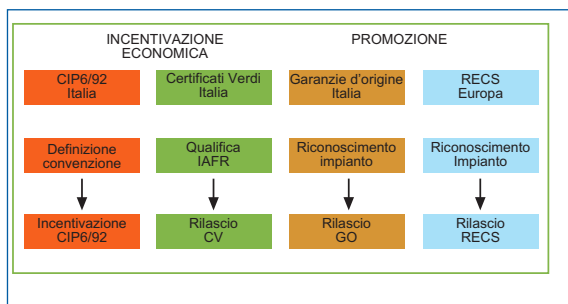 INCENTIVAZIONE
ECONOMICA
PROMOZIONE
CIP6/92
Italia
Certificati Verdi
Italia
Garanzie d'origine
Italia
RECS
Europa
Definizione
convenzione
Qualifica
IAFR
Riconoscimento
impianto
Riconoscimento
Impianto
Incentivazione
CIP6/92
Rilascio
CV
Rilascio
GO
Rilascio
RECS